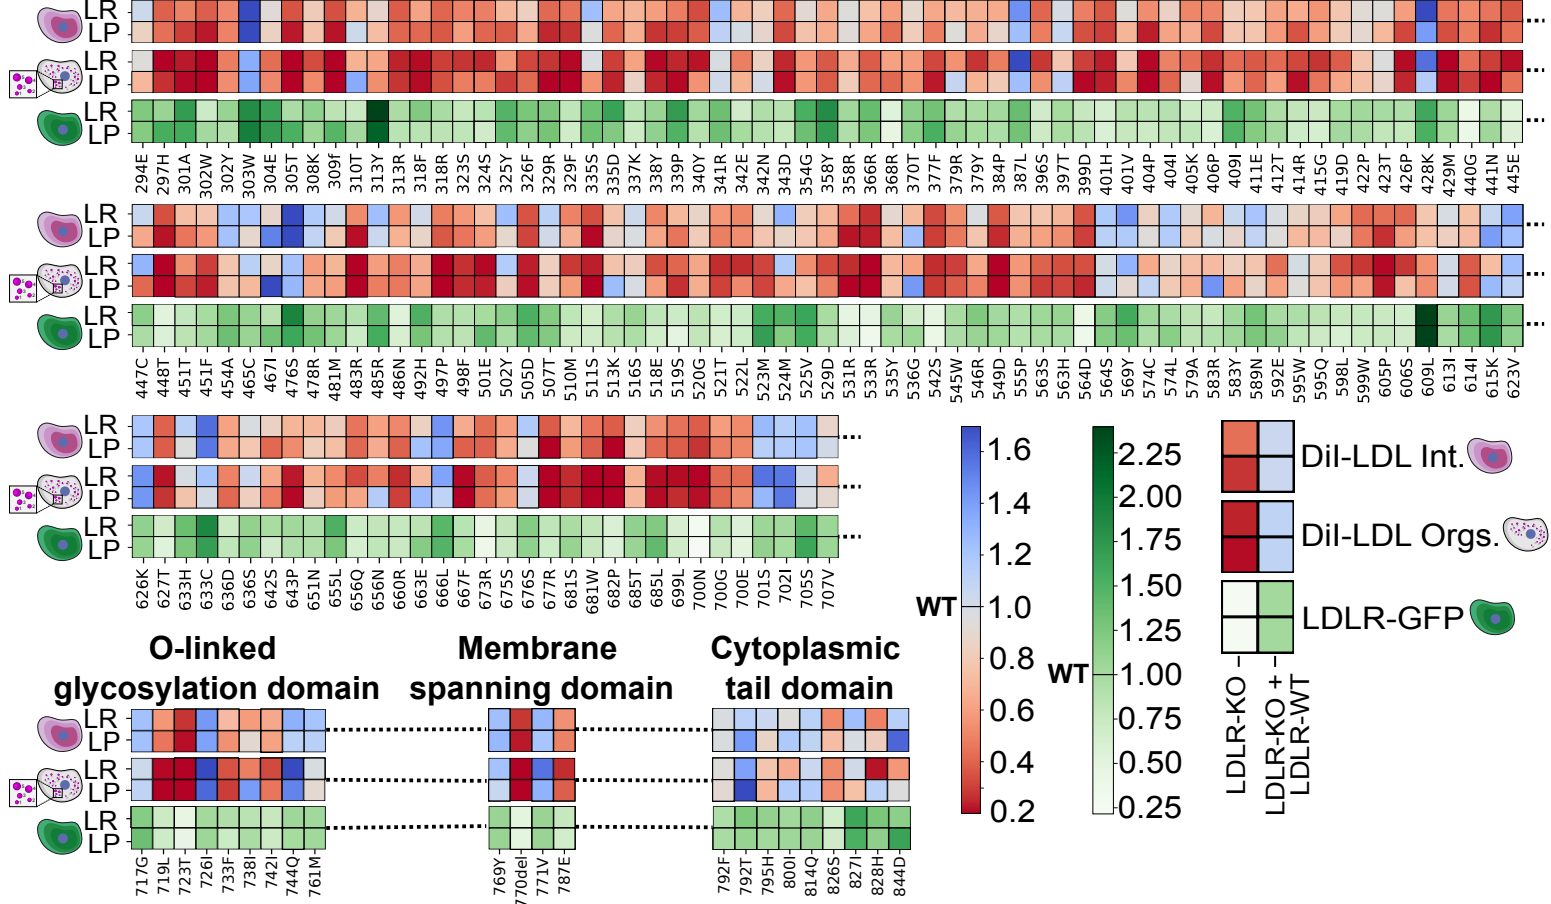 LR
LP
LR
LP
...
LR
LP
...
294E 297H 301A 302W 302Y 303W 304E 305T 308K 309f 310T 313Y 313R 318F 318R 323S 324S 325Y 326F 329R 329F 335S 335D 337K 338Y 339P 340Y 341R 342E 342N 343D 354G 358Y 358R 366R 368R 370T 377F 379R 379Y 384P 387L 396S 397T 399D 401H 401V 404P 404I 405K 406P 409I 411E 412T 414R 415G 419D 422P 423T 426P 428K 429M 440G 441N 445E
LR
LP
...
LR
LP
...
LR
LP
...
447C 448T 451T 451F 454A 465C 467I 476S 478R 481M 483R 485R 486N 492H 497P 498F 501E 502Y 505D 507T 510M 511S 513K 516S 518E 519S 520G 521T 522L 523M 524M 525V 529D 531R 533R 535Y 536G 542S 545W 546R 549D 555P 563S 563H 564D 564S 569Y 574C 574L 579A 583R 583Y 589N 592E 595W 595Q 598L 599W 605P 606S 609L 613I 614I 615K 623V
LR
LP
LR
LP
LR
LP
626K 627T 633H 633C 636D 636S 642S 643P 651N 655L 656Q 656N 660R 663E 666L 667F 673R 675S 676S 677R 681S 681W 682P 685T 685L 699L 700N 700G 700E 701S 702I 705S 707V
WT
1.6
1.4
1.2
1.0
0.8
0.6
0.4
0.2
WT
2.25
2.00
1.75
1.50
1.25
1.00
0.75
0.50
0.25
Dil-LDL Int.
Dil-LDL Orgs.
LDLR-GFP
LDLR-KO
LDLR-KO +
LDLR-WT
O-linked
glycosylation domain
Membrane
spanning domain
Cytoplasmic
tail domain
LR
LP
LR
LP
LR
LP
717G 719L 723T 726I 733F 738I 742I 744Q 761M
769Y 770del 771V 787E
792F 792T 795H 800I 814Q 826S 827I 828H 844D